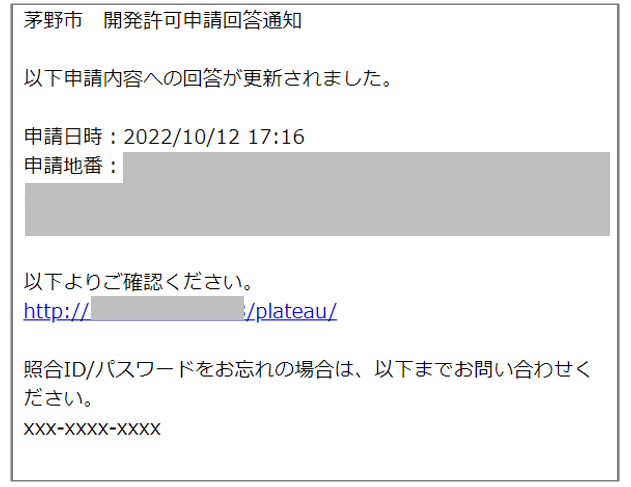 茅野市　開発許可申請回答通知
以下申請内容への回答が更新されました。
申請日時：2022/10/12 17:16
申請地番：
以下よりご確認ください。
http:// /plateau/
照合ID/パスワードをお忘れの場合は、以下までお問い合わせく
ださい。
xxx-xxxx-xxxx